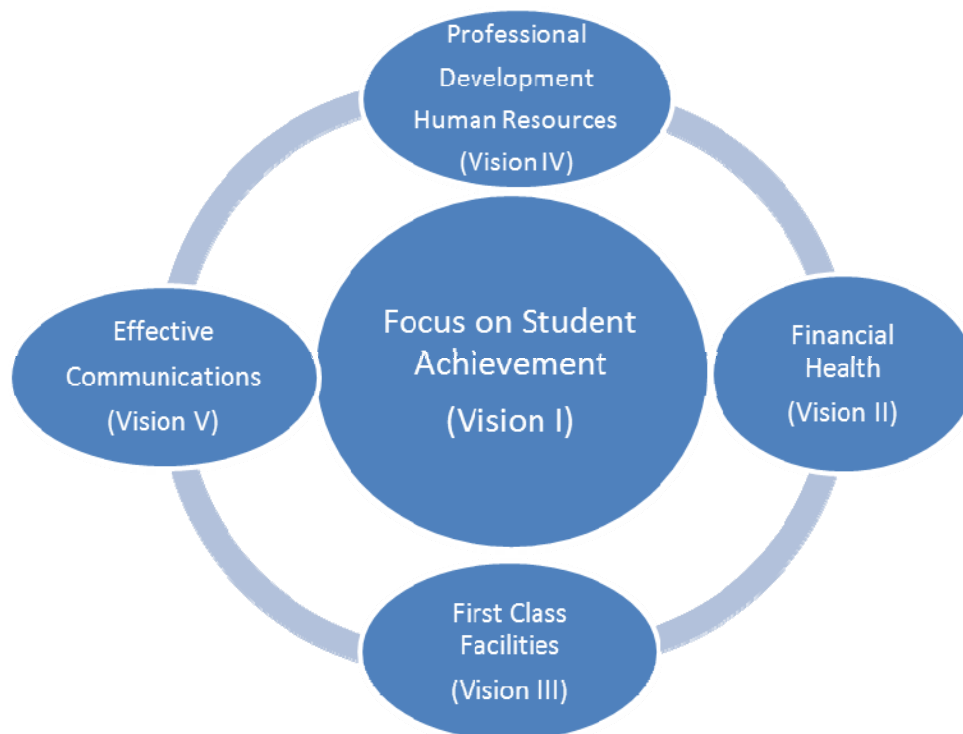 Professional
Development
Human Resources
(Vision IV)
Effective
Communications
(Vision V)
Focus on Student
Achievement
(Vision I)
Financial
Health
(Vision II)
First Class
Facilities
(Vision III)